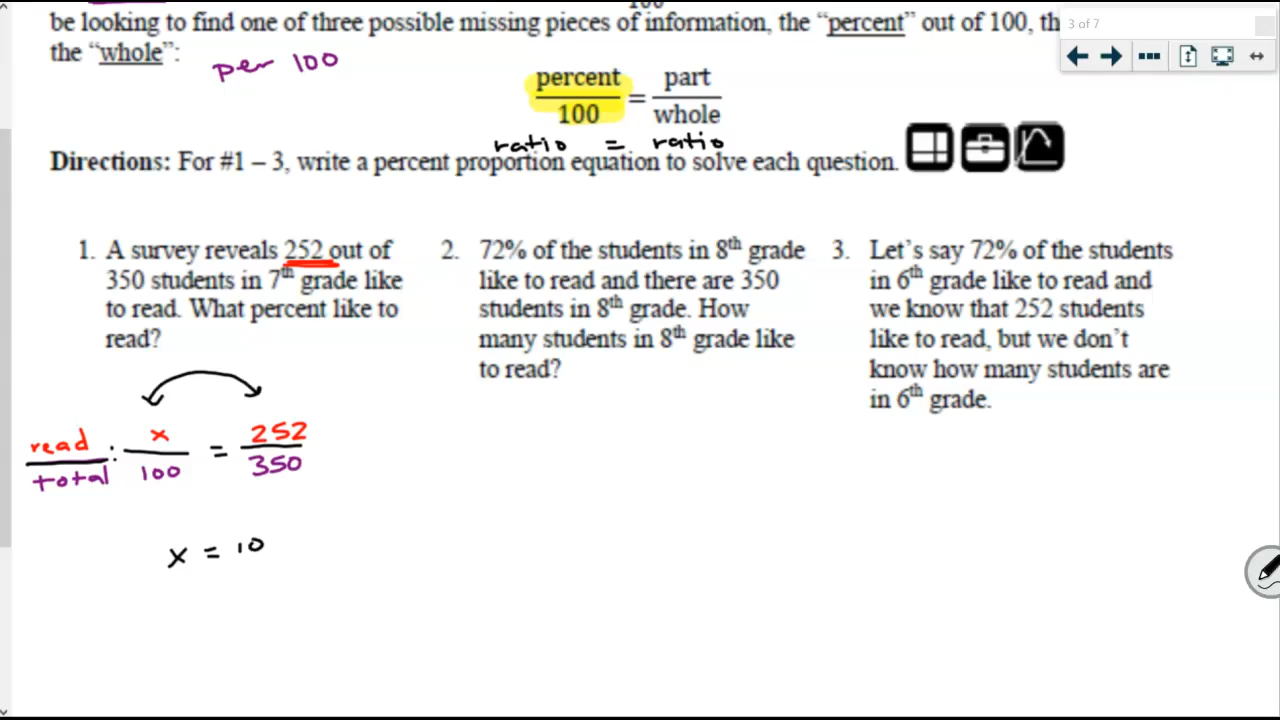 be looking to find one of three possible missing pieces of information, the “percent” out of 100, th
the “whole”:
per 100
3 of 7
percent
100
=
part
whole
ratio = ratio
Directions: For #1 – 3, write a percent proportion equation to solve each question.
1. A survey reveals 252 out of
350 students in 7th grade like
to read. What percent like to
read?
2. 72% of the students in 8th grade
like to read and there are 350
students in 8th grade. How
many students in 8th grade like
to read?
3. Let’s say 72% of the students
in 6th grade like to read and
we know that 252 students
like to read, but we don’t
know how many students are
in 6th grade.
read : x = 252
total 100 350
x = 10